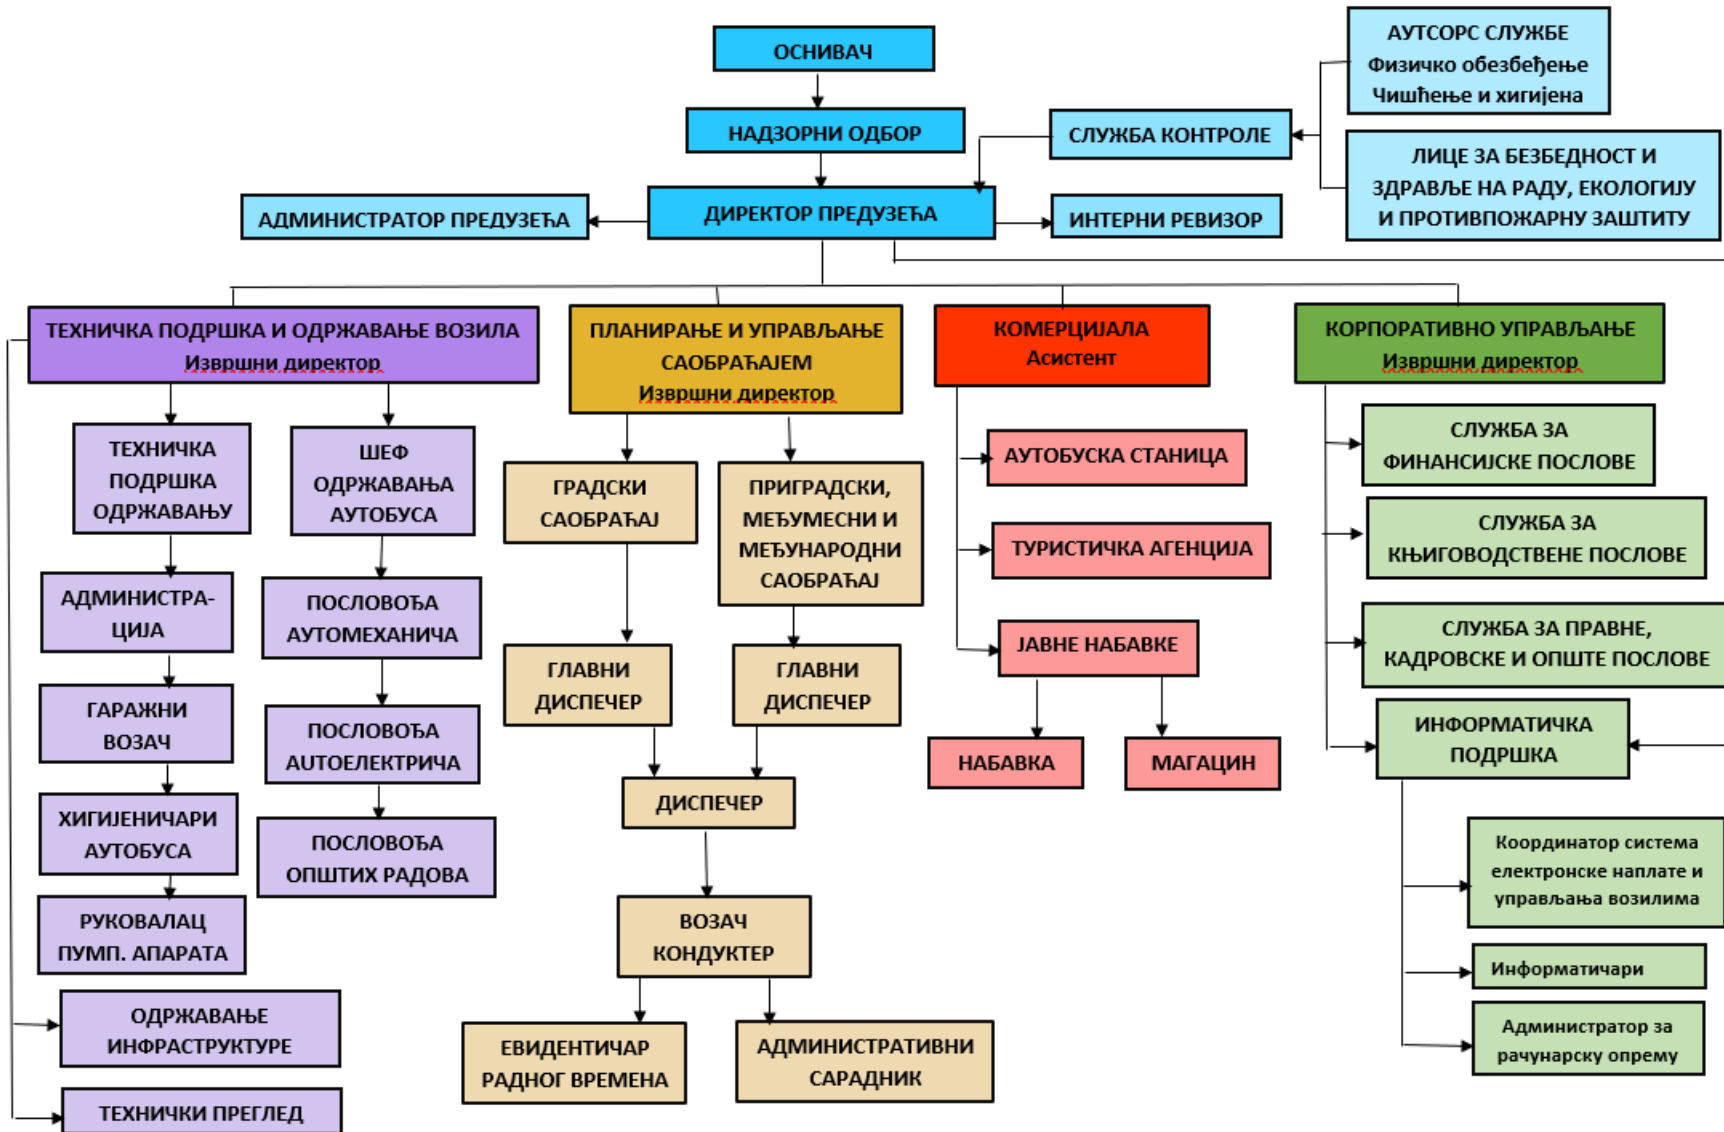 ОСНИВАЧ
НАДЗОРНИ ОДБОР
ДИРЕКТОР ПРЕДУЗЕЋА
АДМИНИСТРАТОР ПРЕДУЗЕЋА
ИНТЕРНИ РЕВИЗОР
СЛУЖБА КОНТРОЛЕ
АУТСОРС СЛУЖБЕ
Физичко обезбеђење
Чишћење и хигијена
ЛИЦЕ ЗА БЕЗБЕДНОСТ И
ЗДРАВЉЕ НА РАДУ, ЕКОЛОГИЈУ
И ПРОТИВПОЖАРНУ ЗАШТИТУ
ТЕХНИЧКА ПОДРШКА И ОДРЖАВАЊЕ ВОЗИЛА
Извршни директор
ТЕХНИЧКА
ПОДРШКА
ОДРЖАВАЊУ
АДМИНИСТРА-
ЦИЈА
ГАРАЖНИ
ВОЗАЧ
ХИГИЈЕНИЧАРИ
АУТОБУСА
РУКОВАЛАЦ
ПУМП. АПАРАТА
ОДРЖАВАЊЕ
ИНФРАСТРУКТУРЕ
ТЕХНИЧКИ ПРЕГЛЕД
ШЕФ
ОДРЖАВАЊА
АУТОБУСА
ПОСЛОВОЂА
АУТОМЕХАНИЧА
ПОСЛОВОЂА
AUTOЕЛЕКТРИЧА
ПОСЛОВОЂА
ОПШТИХ РАДОВА
ПЛАНИРАЊЕ И УПРАВЉАЊЕ
САОБРАЋАЈЕМ
Извршни директор
ГРАДСКИ
САОБРАЋАЈ
ПРИГРАДСКИ,
МЕЂУМЕСНИ И
МЕЂУНАРОДНИ
САОБРАЋАЈ
ГЛАВНИ
ДИСПЕЧЕР
ГЛАВНИ
ДИСПЕЧЕР
ДИСПЕЧЕР
ВОЗАЧ
КОНДУКТЕР
ЕВИДЕНТИЧАР
РАДНОГ ВРЕМЕНА
АДМИНИСТРАТИВНИ
САРАДНИК
КОМЕРЦИЈАЛА
Асистент
АУТОБУСКА СТАНИЦА
ТУРИСТИЧКА АГЕНЦИЈА
ЈАВНЕ НАБАВКЕ
НАБАВКА
МАГАЦИН
КОРПОРАТИВНО УПРАВЉАЊЕ
Извршни директор
СЛУЖБА ЗА
ФИНАНСИЈСКЕ ПОСЛОВЕ
СЛУЖБА ЗА
КЊИГОВОДСТВЕНЕ ПОСЛОВЕ
СЛУЖБА ЗА ПРАВНЕ,
КАДРОВСКЕ И ОПШТЕ ПОСЛОВЕ
ИНФОРМАТИЧКА
ПОДРШКА
Координатор система
електронске наплате и
управљања возилима
Информатичари
Администратор за
рачунарску опрему